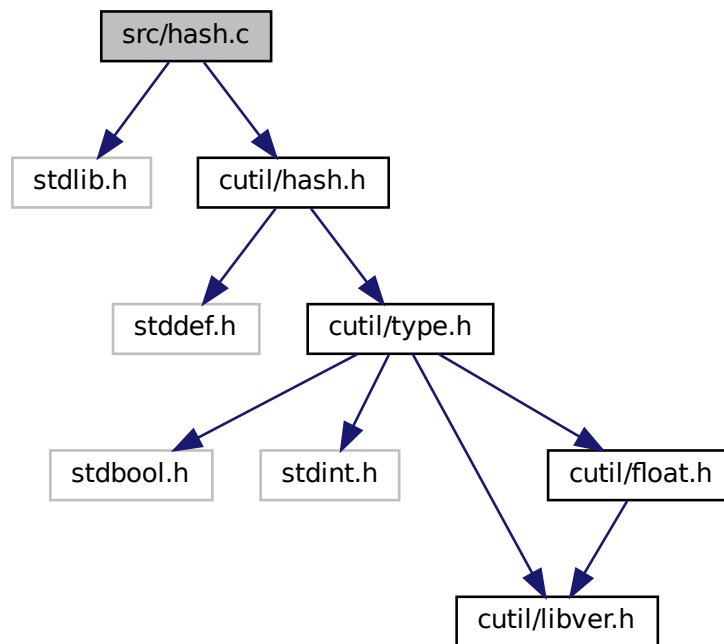 src/hash.c
stdlib.h
cutil/hash.h
stddef.h
cutil/type.h
stdbool.h
stdint.h
cutil/float.h
cutil/libver.h